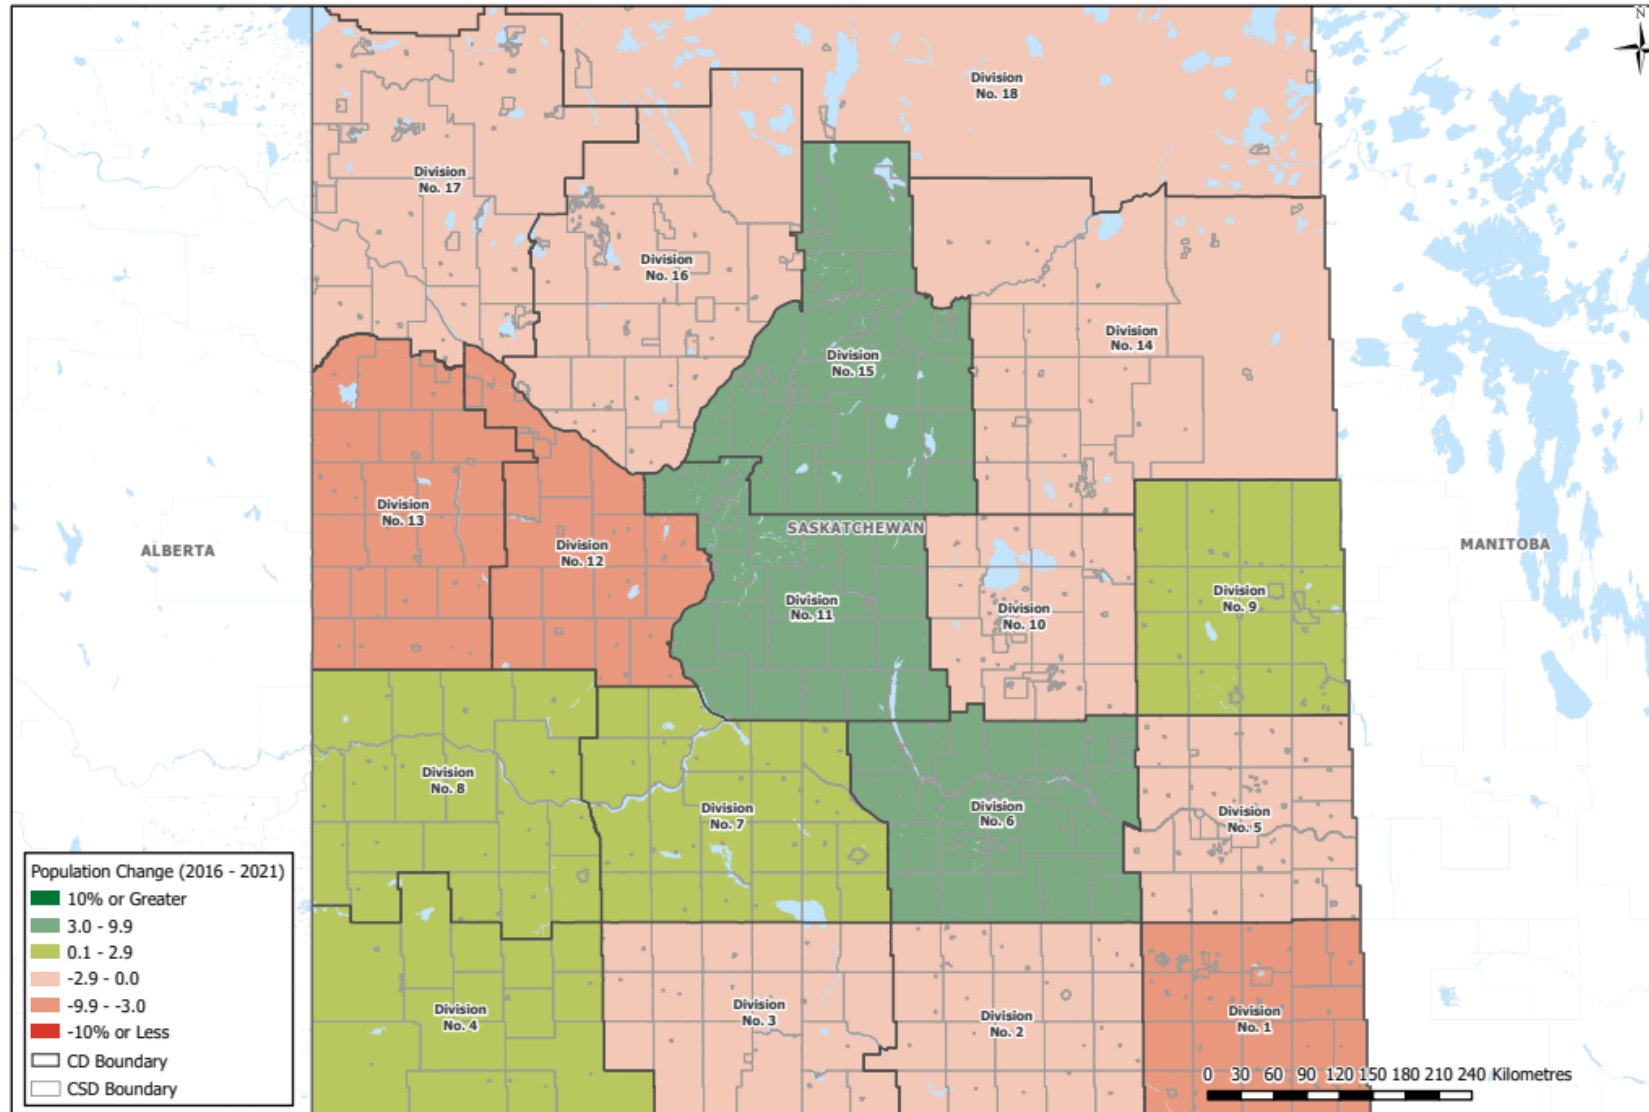 N
Division
No. 18
Division
No. 17
Division
No. 16
Division
No. 14
Division
No. 15
Division
No. 13
SASKATCHEWAN
ALBERTA
MANITOBA
Division
No. 12
Division
No. 9
Division
No. 11
Division
No. 10
Division
No. 8
Division
No. 7
Division
No. 6
Division
No. 5
Population Change (2016 - 2021)
10% or Greater
3.0 - 9.9
0.1 - 2.9
-2.9 - 0.0
-9.9 - -3.0
-10% or Less
CD Boundary
CSD Boundary
Division
No. 4
Division
No. 3
Division
No. 2
Division
No. 1
0 30 60 90 120 150 180 210 240 Kilometres